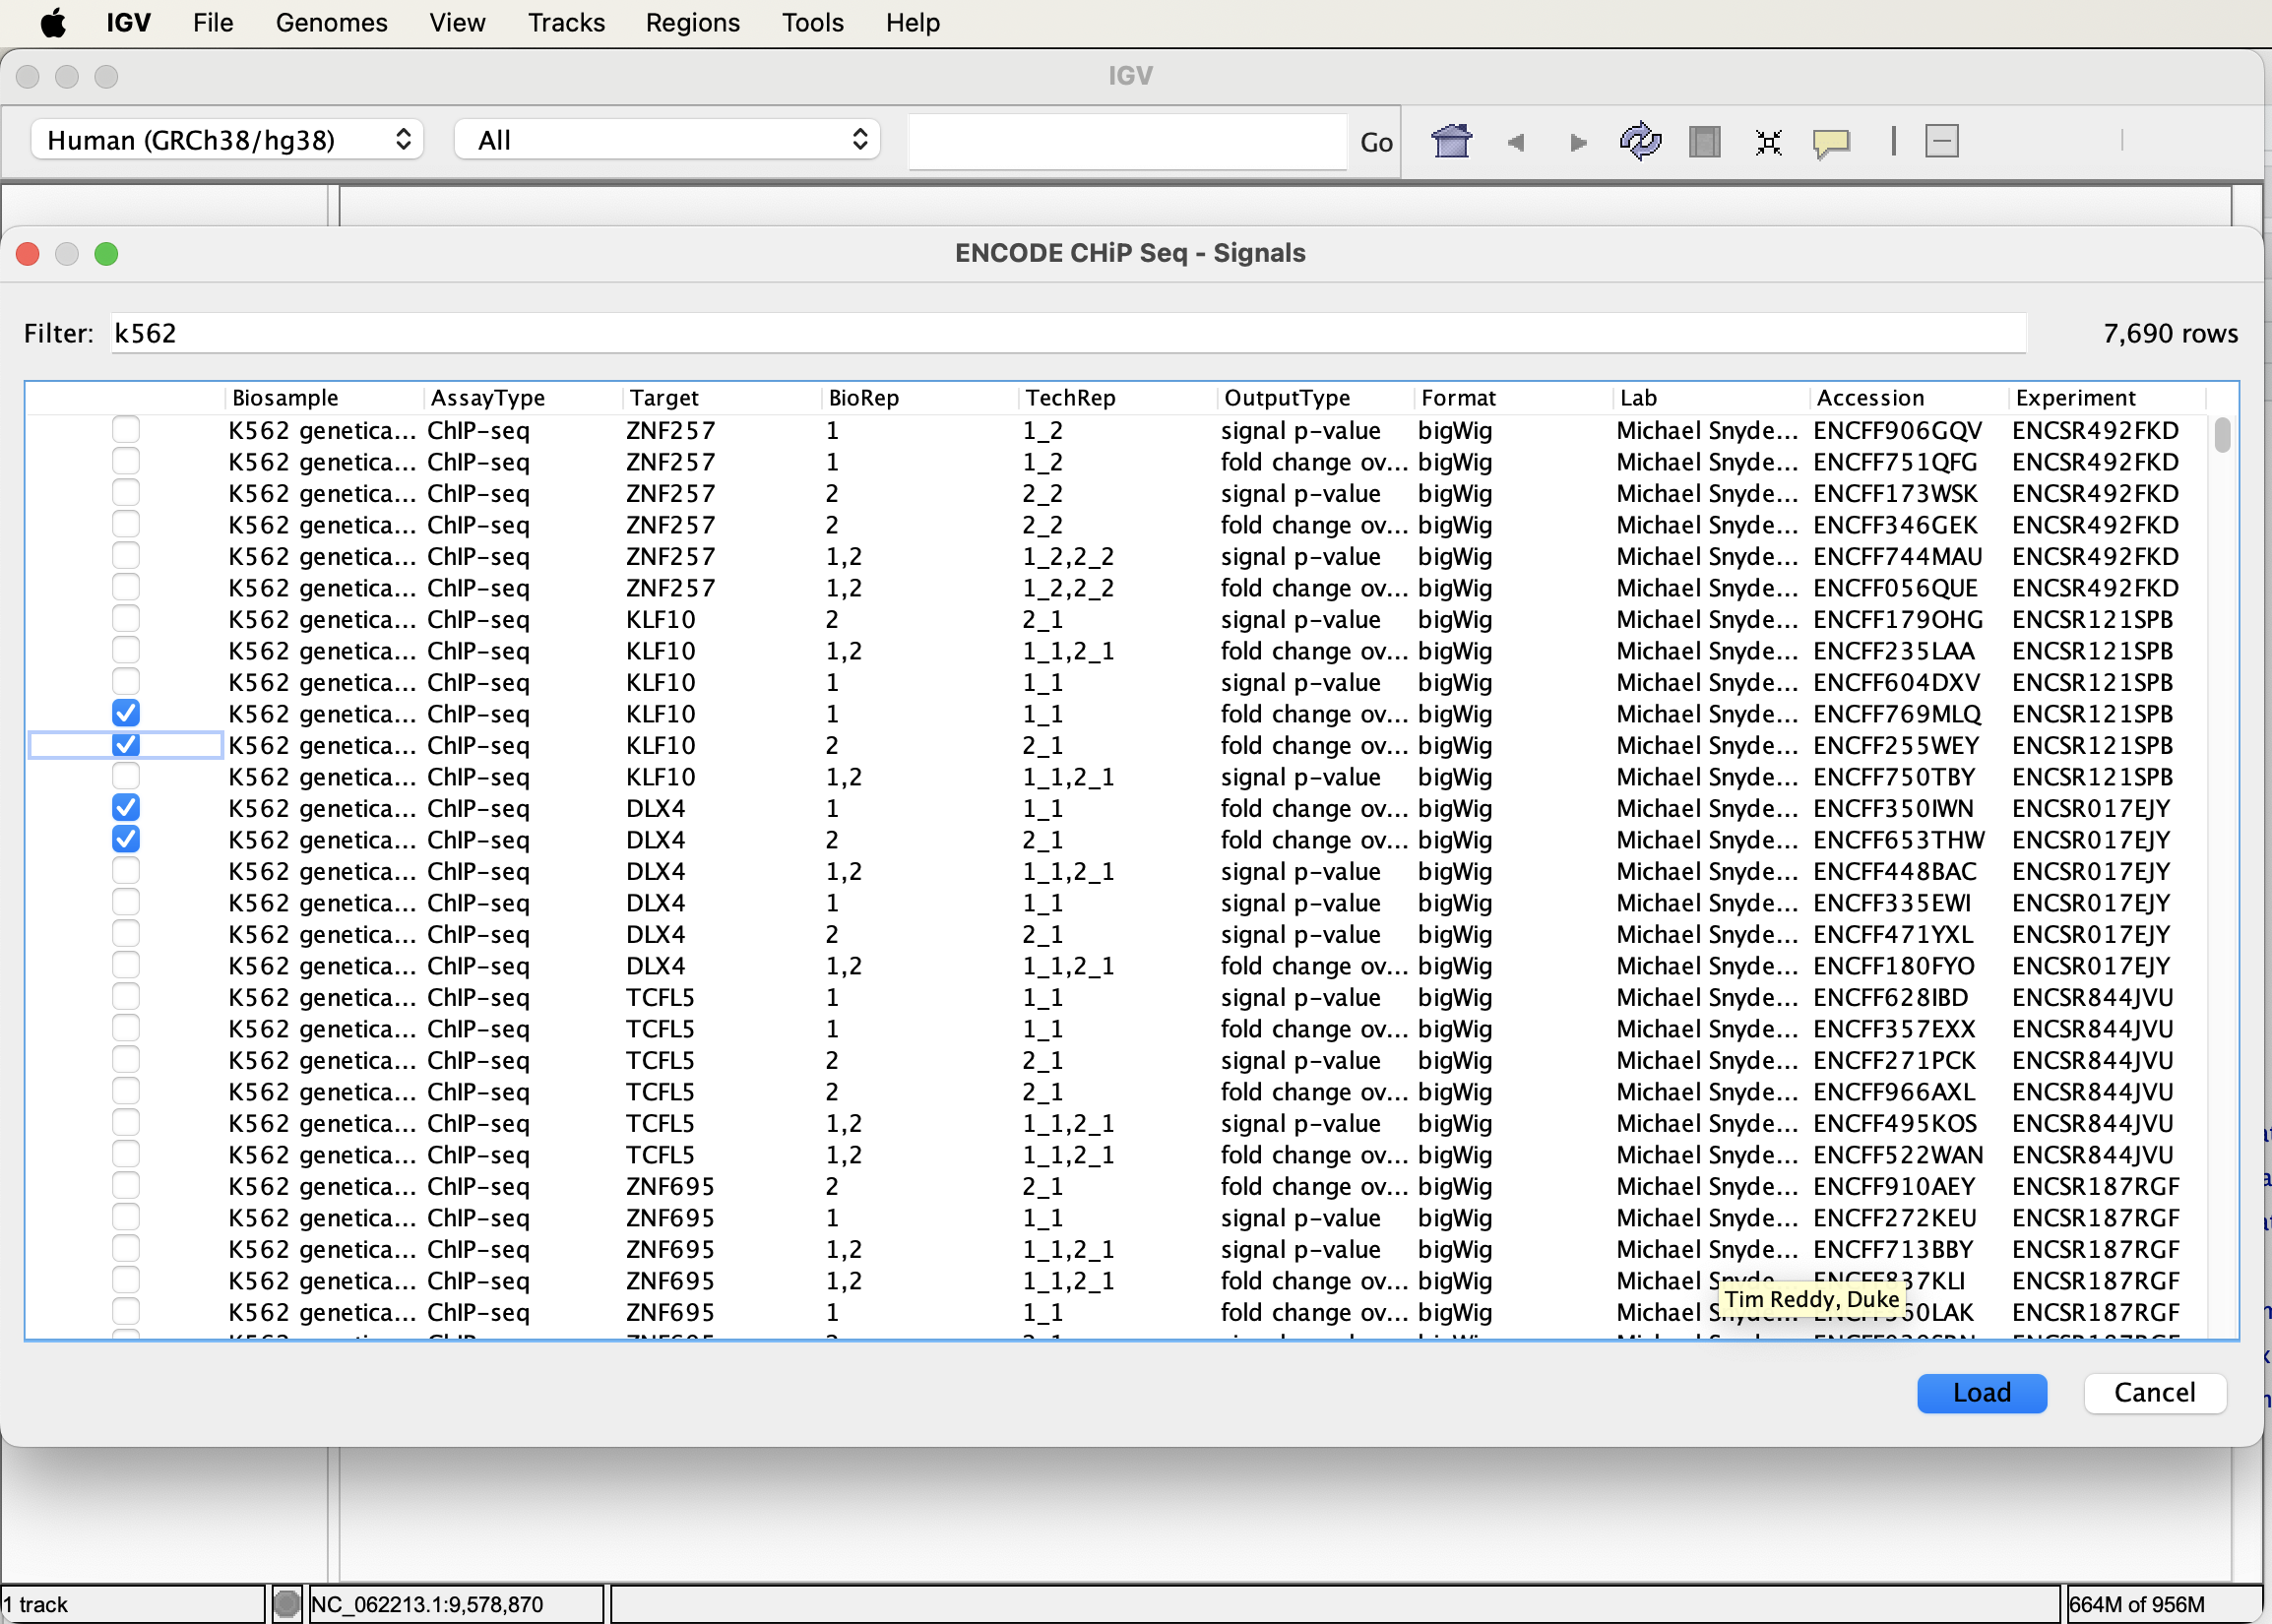 IGV File Genomes View Tracks Regions Tools Help
IGV
Human (GRCh38/hg38) All Go
ENCODE CHiP Seq - Signals
Filter: k562 7,690 rows
Biosample AssayType Target BioRep TechRep OutputType Format Lab Accession Experiment
K562 genetica... ChIP-seq ZNF257 1 1_2 signal p-value bigWig Michael Snyde... ENCFF906GQV ENCSR492FKD
K562 genetica... ChIP-seq ZNF257 1 1_2 fold change ov... bigWig Michael Snyde... ENCFF751QFG ENCSR492FKD
K562 genetica... ChIP-seq ZNF257 2 2_2 signal p-value bigWig Michael Snyde... ENCFF173WSK ENCSR492FKD
K562 genetica... ChIP-seq ZNF257 2 2_2 fold change ov... bigWig Michael Snyde... ENCFF346GEK ENCSR492FKD
K562 genetica... ChIP-seq ZNF257 1,2 1_2,2_2 signal p-value bigWig Michael Snyde... ENCFF744MAU ENCSR492FKD
K562 genetica... ChIP-seq ZNF257 1,2 1_2,2_2 fold change ov... bigWig Michael Snyde... ENCFF056QUE ENCSR492FKD
K562 genetica... ChIP-seq KLF10 2 2_1 signal p-value bigWig Michael Snyde... ENCFF179OHG ENCSR121SPB
K562 genetica... ChIP-seq KLF10 1,2 1_1,2_1 fold change ov... bigWig Michael Snyde... ENCFF235LAA ENCSR121SPB
K562 genetica... ChIP-seq KLF10 1 1_1 signal p-value bigWig Michael Snyde... ENCFF604DXV ENCSR121SPB
K562 genetica... ChIP-seq KLF10 1 1_1 fold change ov... bigWig Michael Snyde... ENCFF769MLQ ENCSR121SPB
K562 genetica... ChIP-seq KLF10 2 2_1 fold change ov... bigWig Michael Snyde... ENCFF255WEY ENCSR121SPB
K562 genetica... ChIP-seq KLF10 1,2 1_1,2_1 signal p-value bigWig Michael Snyde... ENCFF750TBY ENCSR121SPB
K562 genetica... ChIP-seq DLX4 1 1_1 fold change ov... bigWig Michael Snyde... ENCFF350IWN ENCSR017EJY
K562 genetica... ChIP-seq DLX4 2 2_1 fold change ov... bigWig Michael Snyde... ENCFF653THW ENCSR017EJY
K562 genetica... ChIP-seq DLX4 1,2 1_1,2_1 signal p-value bigWig Michael Snyde... ENCFF448BAC ENCSR017EJY
K562 genetica... ChIP-seq DLX4 1 1_1 signal p-value bigWig Michael Snyde... ENCFF335EWI ENCSR017EJY
K562 genetica... ChIP-seq DLX4 2 2_1 signal p-value bigWig Michael Snyde... ENCFF471YXL ENCSR017EJY
K562 genetica... ChIP-seq DLX4 1,2 1_1,2_1 fold change ov... bigWig Michael Snyde... ENCFF180FYO ENCSR017EJY
K562 genetica... ChIP-seq TCFL5 1 1_1 signal p-value bigWig Michael Snyde... ENCFF628IBD ENCSR844JVU
K562 genetica... ChIP-seq TCFL5 1 1_1 fold change ov... bigWig Michael Snyde... ENCFF357EXX ENCSR844JVU
K562 genetica... ChIP-seq TCFL5 2 2_1 signal p-value bigWig Michael Snyde... ENCFF271PCK ENCSR844JVU
K562 genetica... ChIP-seq TCFL5 2 2_1 fold change ov... bigWig Michael Snyde... ENCFF966AXL ENCSR844JVU
K562 genetica... ChIP-seq TCFL5 1,2 1_1,2_1 signal p-value bigWig Michael Snyde... ENCFF495KOS ENCSR844JVU
K562 genetica... ChIP-seq TCFL5 1,2 1_1,2_1 fold change ov... bigWig Michael Snyde... ENCFF522WAN ENCSR844JVU
K562 genetica... ChIP-seq ZNF695 2 2_1 fold change ov... bigWig Michael Snyde... ENCFF910AEY ENCSR187RGF
K562 genetica... ChIP-seq ZNF695 1 1_1 signal p-value bigWig Michael Snyde... ENCFF272KEU ENCSR187RGF
K562 genetica... ChIP-seq ZNF695 1,2 1_1,2_1 signal p-value bigWig Michael Snyde... ENCFF713BBY ENCSR187RGF
K562 genetica... ChIP-seq ZNF695 1,2 1_1,2_1 fold change ov... bigWig Michael Snyde... ENCFF837KLI ENCSR187RGF
Tim Reddy, Duke
K562 genetica... ChIP-seq ZNF695 1 1_1 fold change ov... bigWig Michael ENCSR187RGF
Load Cancel
1 track NC_062213.1:9,578,870 664M of 956M